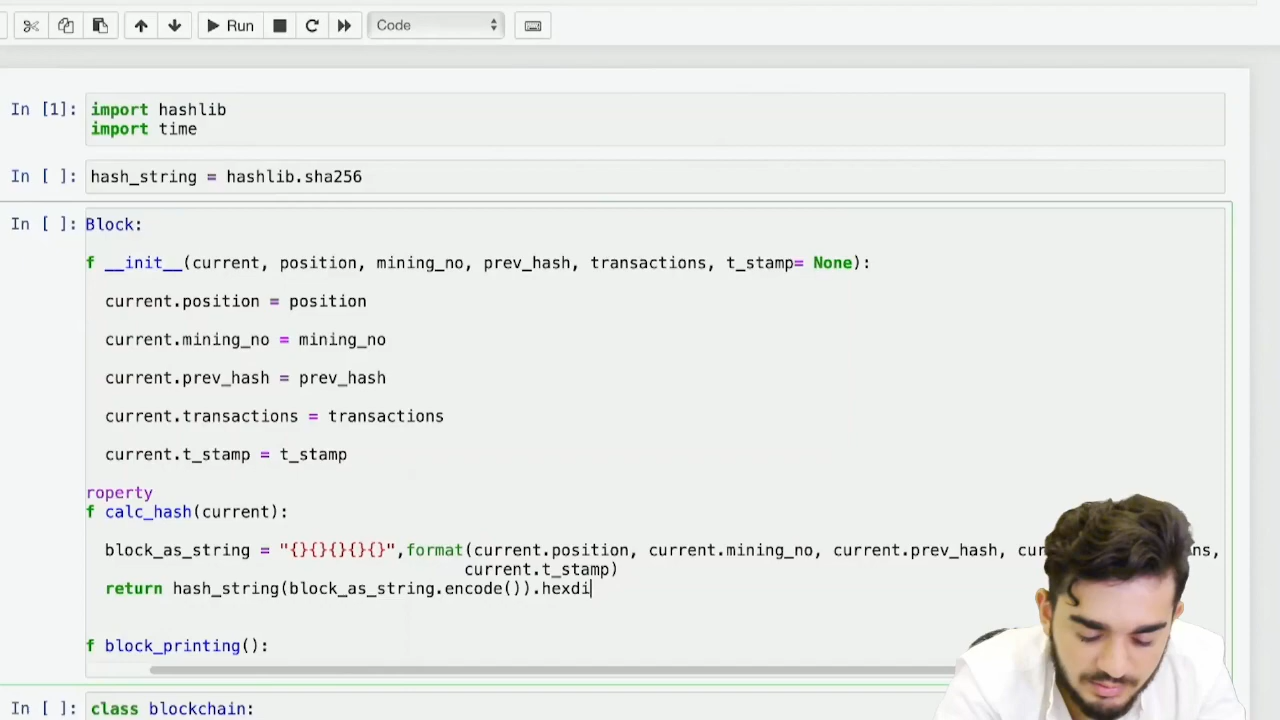 Run Code
In [1]: import hashlib
import time
In [ ]: hash_string = hashlib.sha256
In [ ]: Block:
f __init__(current, position, mining_no, prev_hash, transactions, t_stamp= None):
current.position = position
current.mining_no = mining_no
current.prev_hash = prev_hash
current.transactions = transactions
current.t_stamp = t_stamp
roperty
f calc_hash(current):
block_as_string = "{}{}{}{}{}",format(current.position, current.mining_no, current.prev_hash,
current.t_stamp)
return hash_string(block_as_string.encode()).hexdi
f block_printing():
In [ ]: class blockchain: